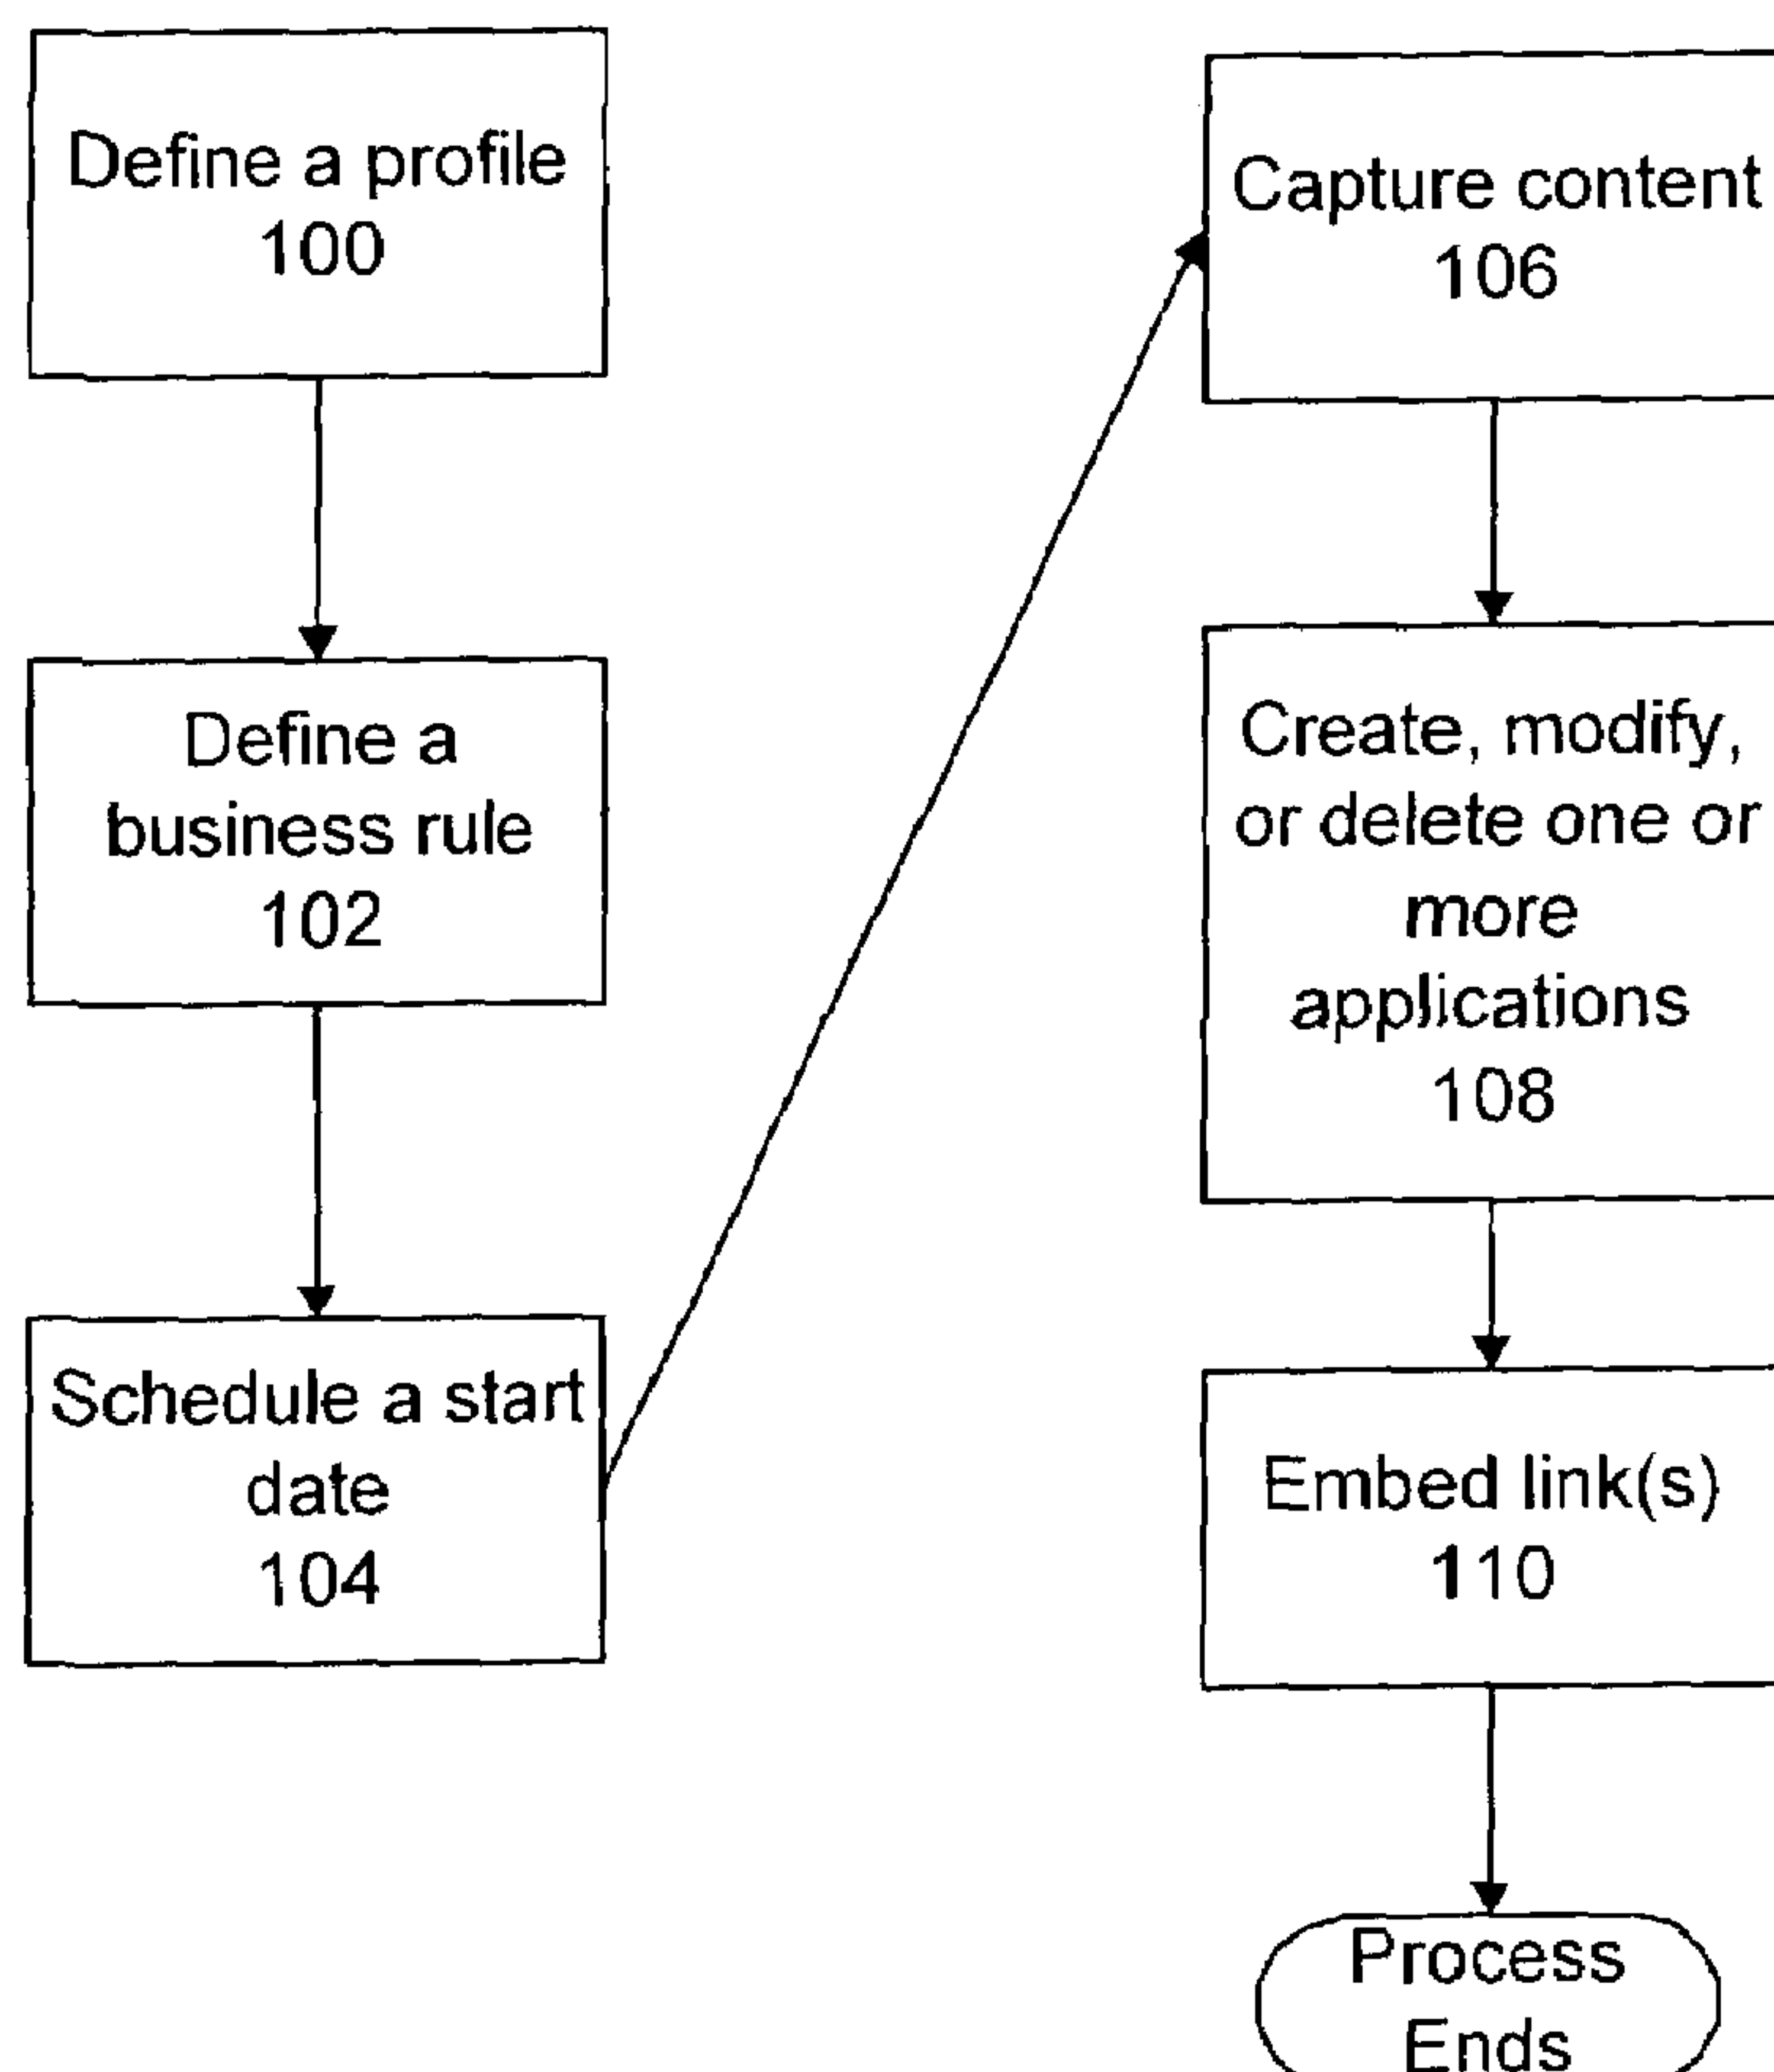 Define a profile
100
Define a
business rule
102
Schedule a start
date
104
Capture content
106
Create, modify,
or delete one or
more
applications
108
Embed link(s)
110
Process
Ends